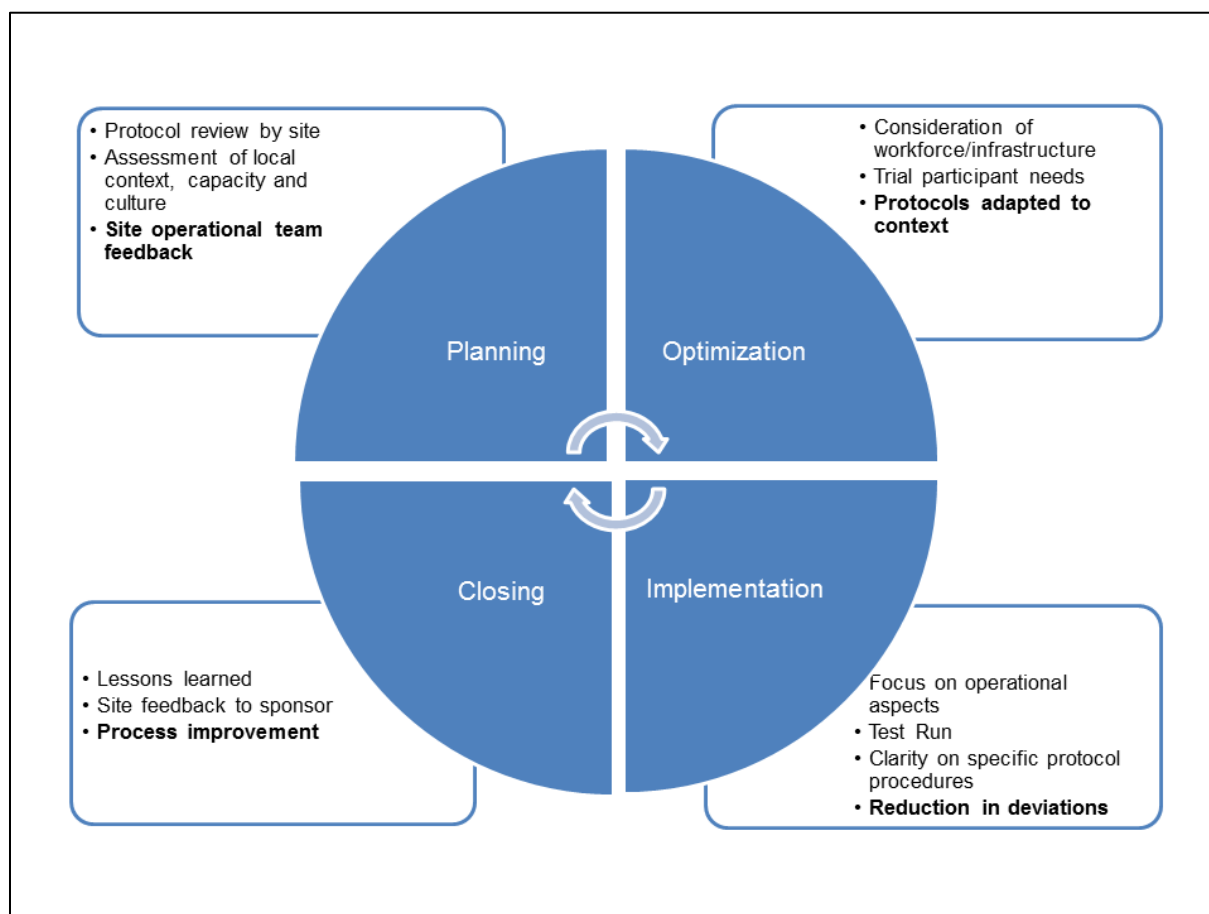 • Protocol review by site
• Assessment of local
context, capacity and
culture
• Site operational team
feedback
• Consideration of
workforce/infrastructure
• Trial participant needs
• Protocols adapted to
context
Planning
Optimization
Closing
Implementation
• Lessons learned
• Site feedback to sponsor
• Process improvement
Focus on operational
aspects
• Test Run
• Clarity on specific protocol
procedures
• Reduction in deviations